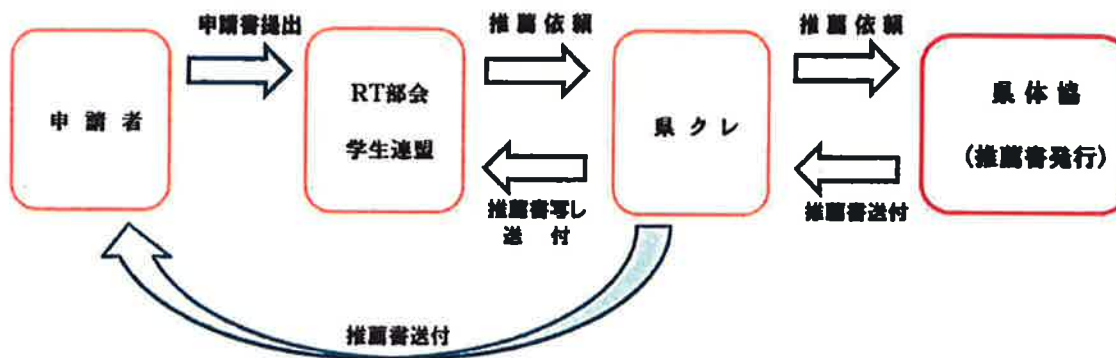 申請書提出
推薦依頼
推薦依頼
申請者
RT部会
学生連盟
県クレ
県体協
(推薦書発行)
推薦書写し
送付
推薦書送付
推薦書送付